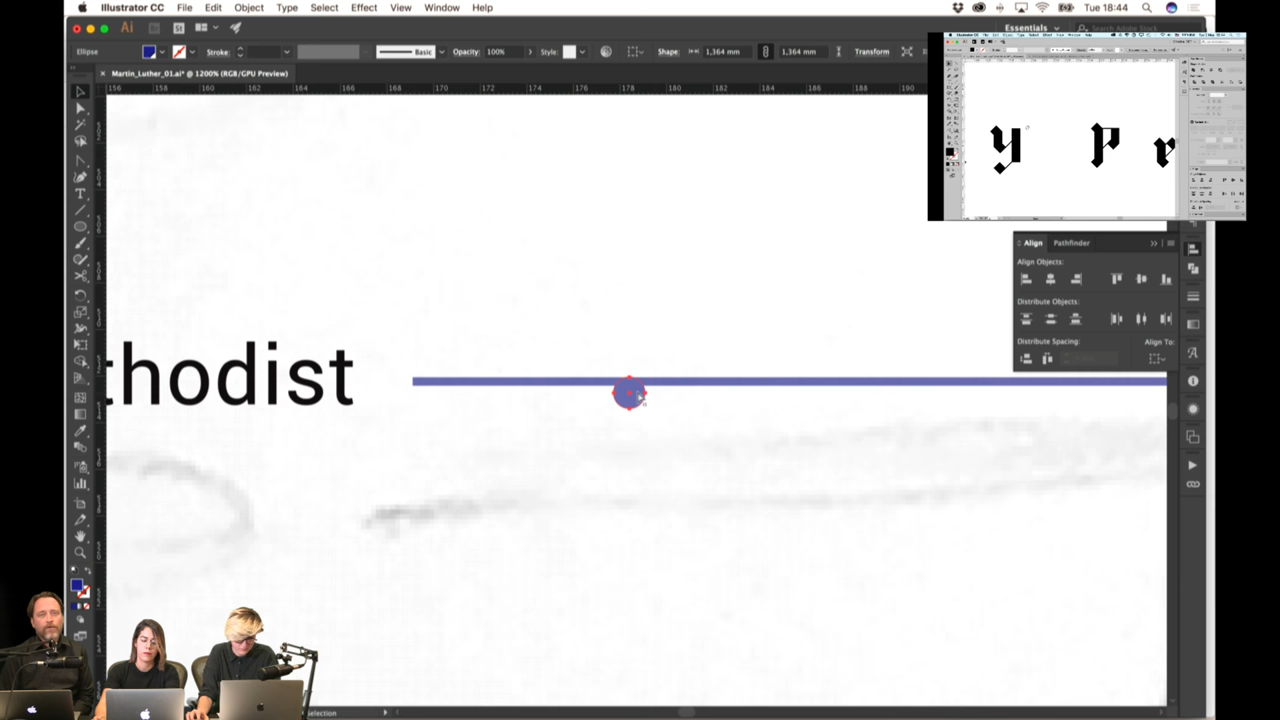 Illustrator CC File Edit Object Type Select Effect View Window Help Tue 18:44
Essentials Search Adobe Stock
Ellipse Stroke: Basic Opacity: 100% Style: Shape: 1,364 mm 1,364 mm Transform
Martin_Luther_01.ai* @ 1200% (RGB/GPU Preview)
156 158 160 162 164 166 168 170 172 174 176 178 180 182 184 186 188 190
y P r
Align Pathfinder
Align Objects:
Distribute Objects:
Distribute Spacing: Align To:
thodist
Selection